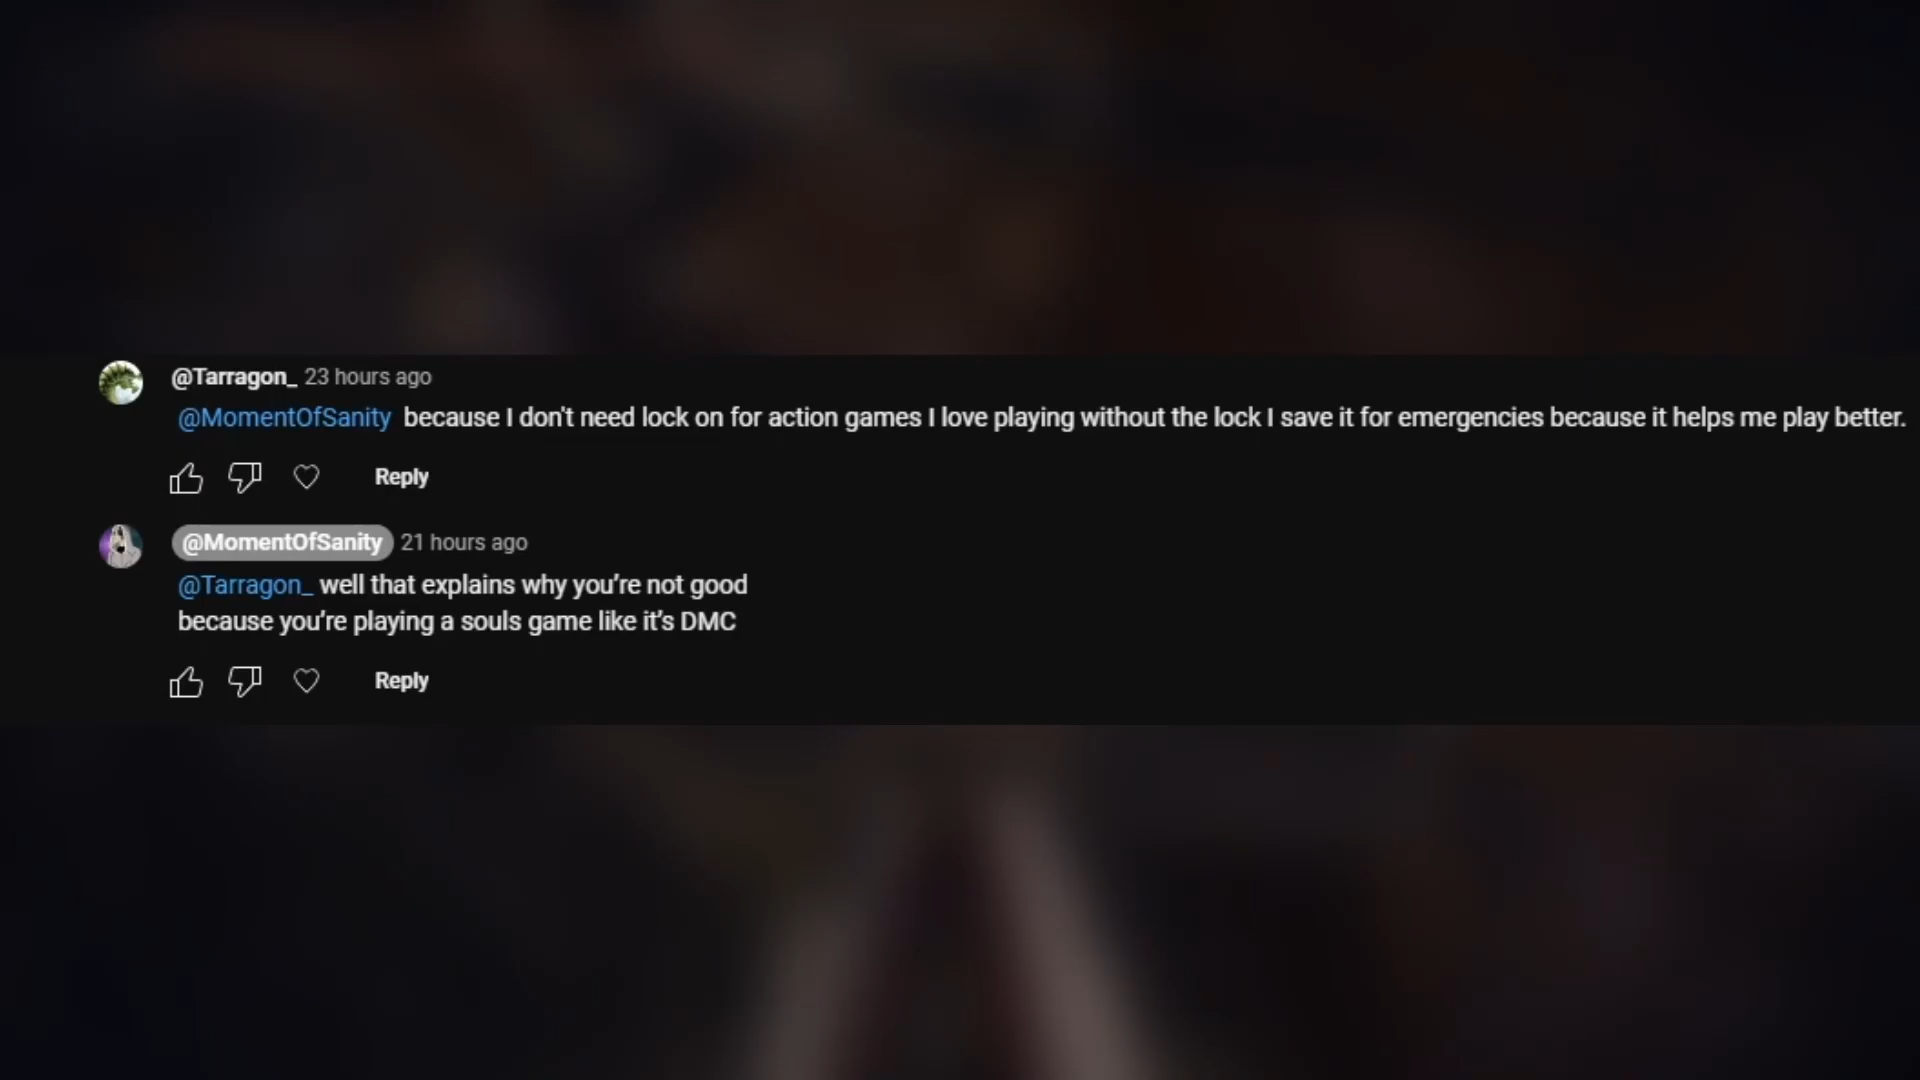 @Tarragon_ 23 hours ago
@MomentOfSanity because I don't need lock on for action games I love playing without the lock I save it for emergencies because it helps me play better.
Reply
@MomentOfSanity 21 hours ago
@Tarragon_ well that explains why you’re not good
because you’re playing a souls game like it’s DMC
Reply